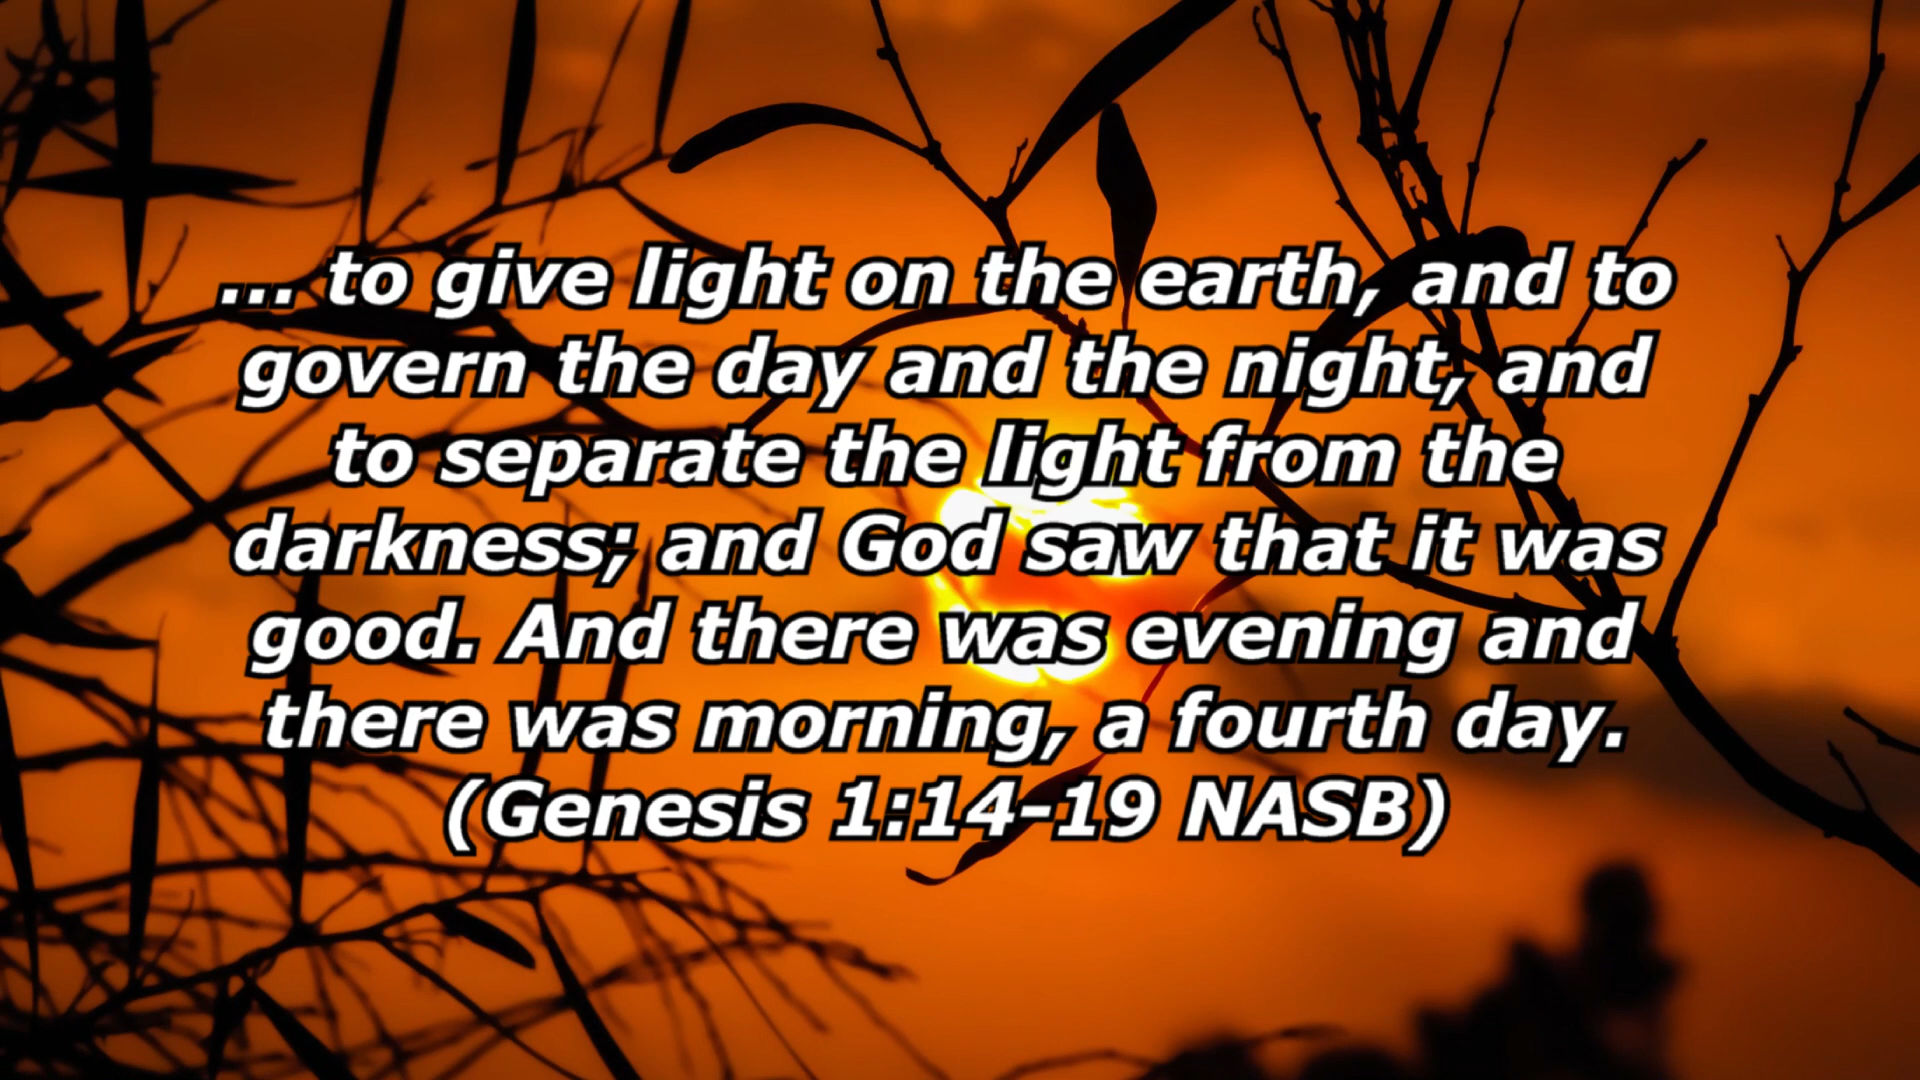 ... to give light on the earth, and to
govern the day and the night, and
to separate the light from the
darkness; and God saw that it was
good. And there was evening and
there was morning, a fourth day.
(Genesis 1:14-19 NASB)